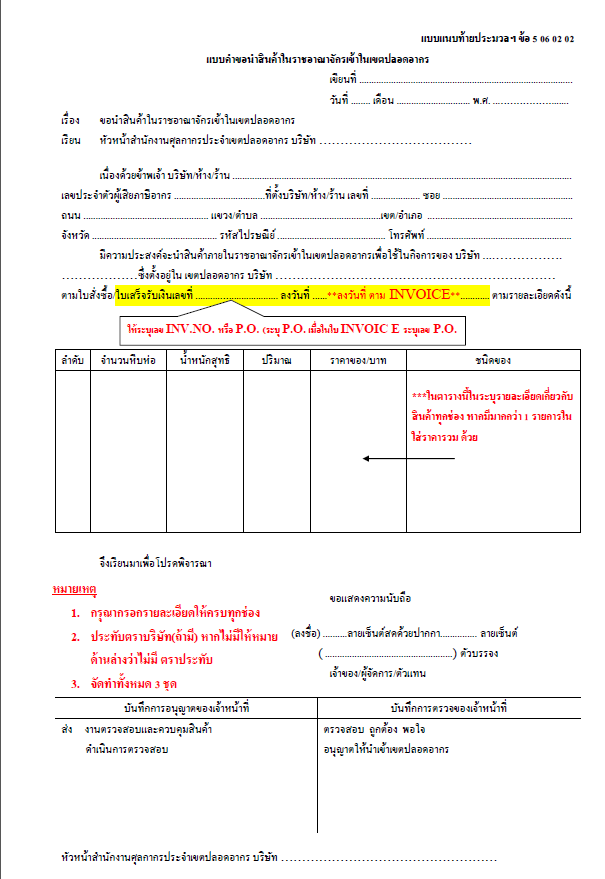 แบบแนบท้ายประมวลฯ ข้อ 5 06 02 02
แบบคำขอนำสินค้าในราชอาณาจักรเข้าในเขตปลอดอากร
เขียนที่ ..........................................................................
วันที่ ........ เดือน ............................. พ.ศ. ..........................
เรื่อง ขอนำสินค้าในราชอาณาจักรเข้าในเขตปลอดอากร
เรียน หัวหน้าสำนักงานศุลกากรประจำเขตปลอดอากร บริษัท ……………………………….
เนื่องด้วยข้าพเจ้า บริษัท/ห้าง/ร้าน ..........................................................................
เลขประจำตัวผู้เสียภาษีอากร ...................................ที่ตั้งบริษัท/ห้าง/ร้าน เลขที่ ................... ซอย ..................................................
ถนน ................................................ แขวง/ตำบล ..............................................เขต/อำเภอ ........................................................
จังหวัด ................................................ รหัสไปรษณีย์ ............................... โทรศัพท์ ........................................................
มีความประสงค์จะนำสินค้าภายในราชอาณาจักรเข้าในเขตปลอดอากรเพื่อใช้ในกิจการของ บริษัท ....………………
……………….ซึ่งตั้งอยู่ใน เขตปลอดอากร บริษัท …………………………………………………………
ตามใบสั่งซื้อ/ใบเสร็จรับเงินเลขที่ ................................ ลงวันที่ ......**ลงวันที่ ตาม INVOICE**........... ตามรายละเอียดดังนี้
ให้ระบุเลข INV.NO. หรือ P.O. (ระบุ P.O. เมื่อในใบ INVOIC E ระบุเลข P.O.
ลำดับ จำนวนหีบห่อ น้ำหนักสุทธิ ปริมาณ ราคาของ/บาท ชนิดของ
***ในตารางนี้ในระบุรายละเอียดเกี่ยวกับ
สินค้าทุกช่อง หากมีมากกว่า 1 รายการใน
ใส่ราคารวม ด้วย
จึงเรียนมาเพื่อโปรดพิจารณา
หมายเหตุ
ขอแสดงความนับถือ
1. กรุณากรอกรายละเอียดให้ครบทุกช่อง
2. ประทับตราบริษัท(ถ้ามี) หากไม่มีให้หมาย
ด้านล่างว่าไม่มี ตราประทับ
3. จัดทำทั้งหมด 3 ชุด
(ลงชื่อ) ..........ลายเซ็นต์สดด้วยปากกา............... ลายเซ็นต์
( ..................................................) ตัวบรรจง
เจ้าของ/ผู้จัดการ/ตัวแทน
บันทึกการอนุญาตของเจ้าหน้าที่ บันทึกการตรวจของเจ้าหน้าที่
ส่ง งานตรวจสอบและควบคุมสินค้า ตรวจสอบ ถูกต้อง พอใจ
ดำเนินการตรวจสอบ อนุญาตให้นำเข้าเขตปลอดอากร
หัวหน้าสำนักงานศุลกากรประจำเขตปลอดอากร บริษัท ……………………………………………